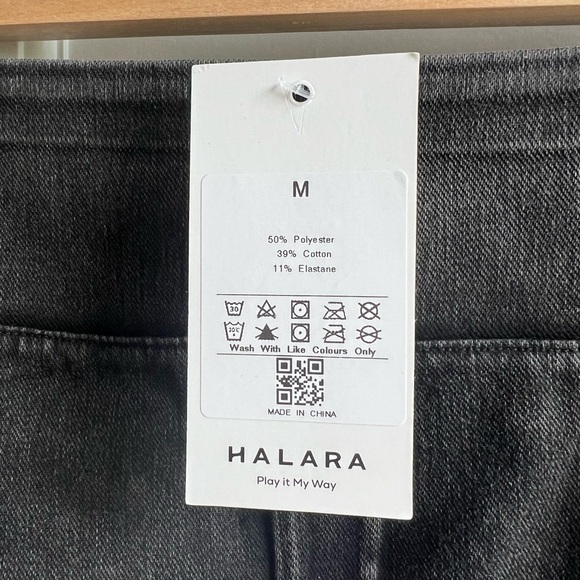 M
50% Polyester
39% Cotton
11% Elastane
30
Wash With Like Colours Only
MADE IN CHINA
HALARA
Play it My Way